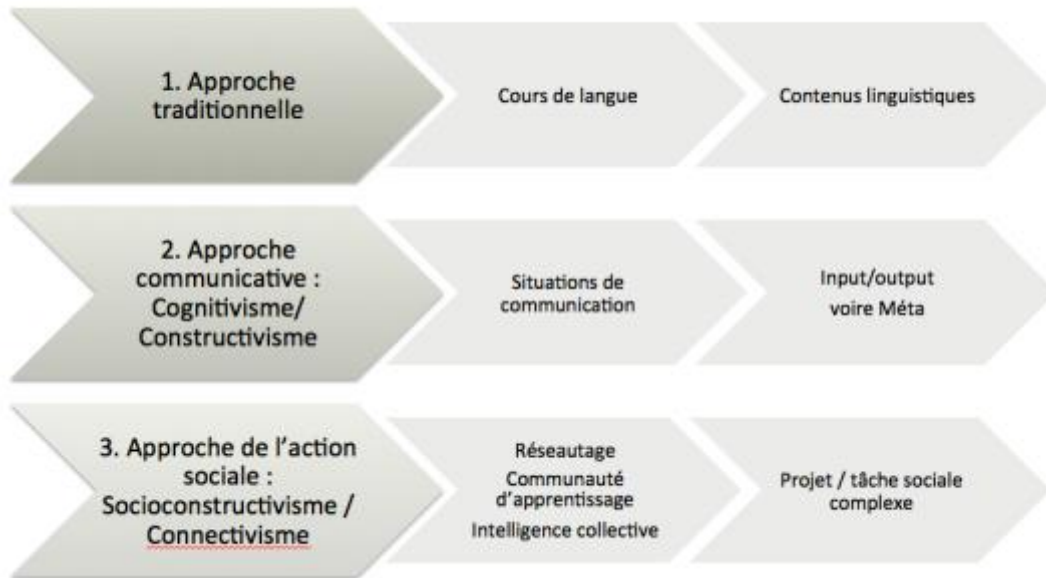 1. Approche
traditionnelle
Cours de langue
Contenus linguistiques
2. Approche
communicative :
Cognitivisme/
Constructivisme
Situations de
communication
Input/output
voire Méta
3. Approche de l'action
sociale :
Socioconstructivisme /
Connectivisme
Réseautage
Communauté
d'apprentissage
Intelligence collective
Projet / tâche sociale
complexe